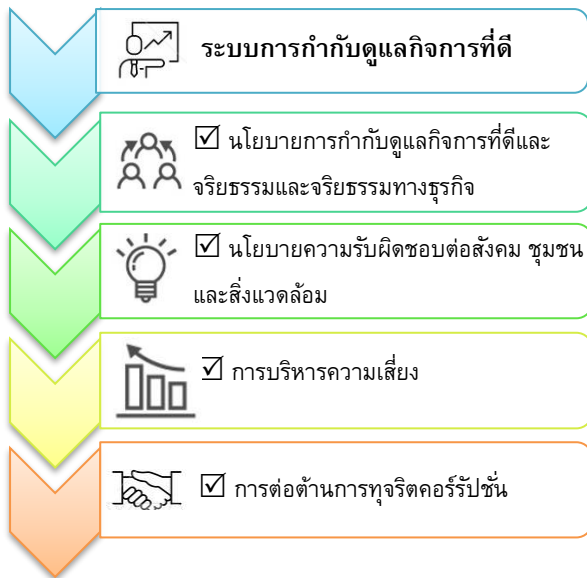 ระบบการกำกับดูแลกิจการที่ดี
☑ นโยบายการกำกับดูแลกิจการที่ดีและ
จริยธรรมและจริยธรรมทางธุรกิจ
☑ นโยบายความรับผิดชอบต่อสังคม ชุมชน
และสิ่งแวดล้อม
☑ การบริหารความเสี่ยง
☑ การต่อต้านการทุจริตคอร์รัปชั่น